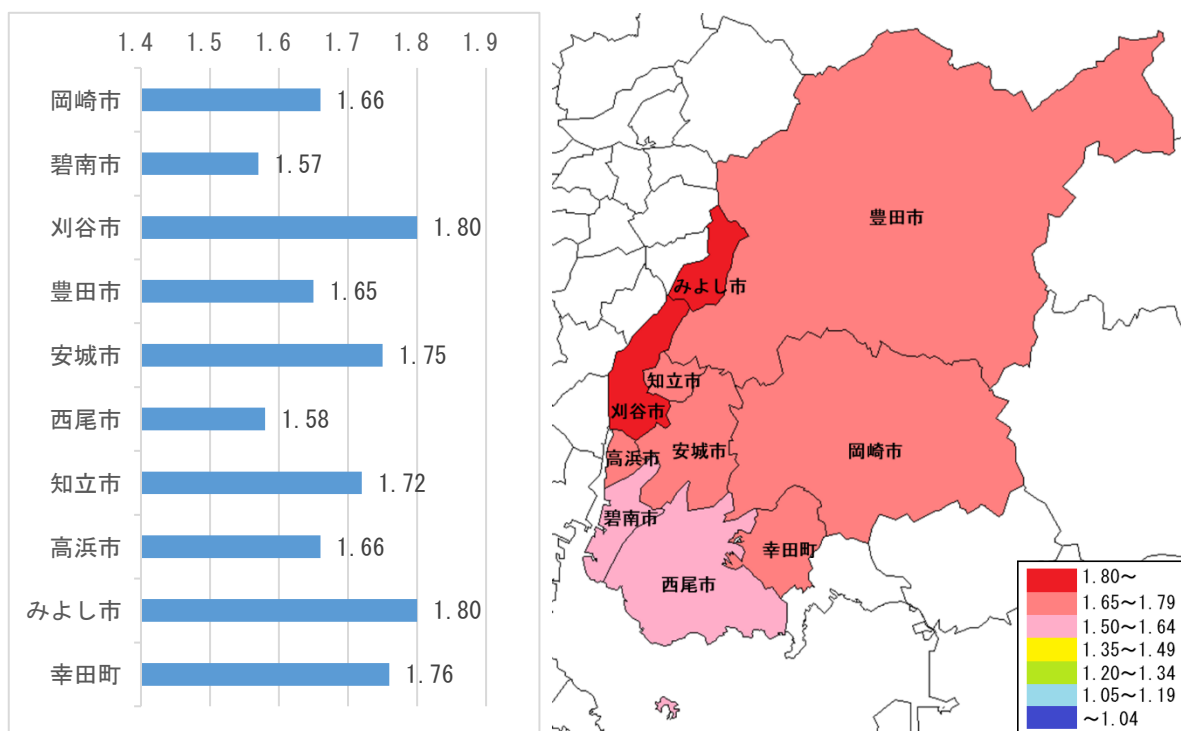 1.4 1.5 1.6 1.7 1.8 1.9
岡崎市 1.66
碧南市 1.57
刈谷市 1.80
豊田市 1.65
安城市 1.75
西尾市 1.58
知立市 1.72
高浜市 1.66
みよし市 1.80
幸田町 1.76
豊田市
みよし市
知立市
刈谷市
高浜市
安城市
岡崎市
碧南市
幸田町
西尾市
1.80～
1.65～1.79
1.50～1.64
1.35～1.49
1.20～1.34
1.05～1.19
～1.04